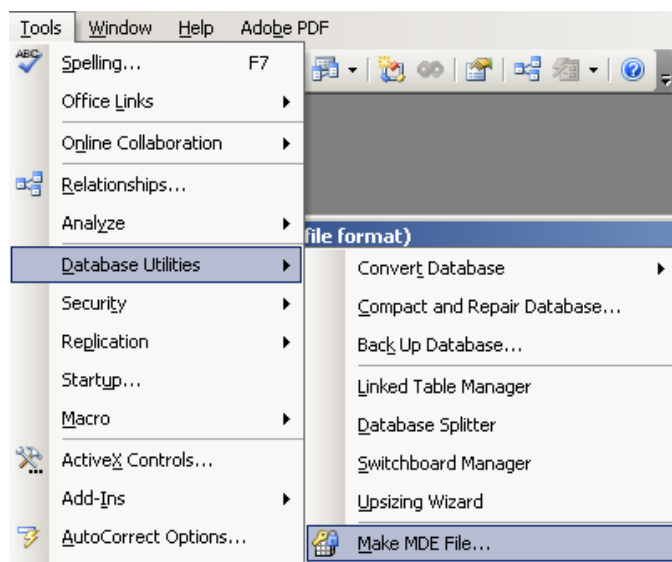 Tools Window Help Adobe PDF
ABC
Spelling... F7
Office Links
Online Collaboration
Relationships...
Analyze
Database Utilities
Security
Replication
Startup...
Macro
ActiveX Controls...
Add-Ins
AutoCorrect Options...
file format)
Convert Database
Compact and Repair Database...
Back Up Database...
Linked Table Manager
Database Splitter
Switchboard Manager
Upsizing Wizard
Make MDE File...